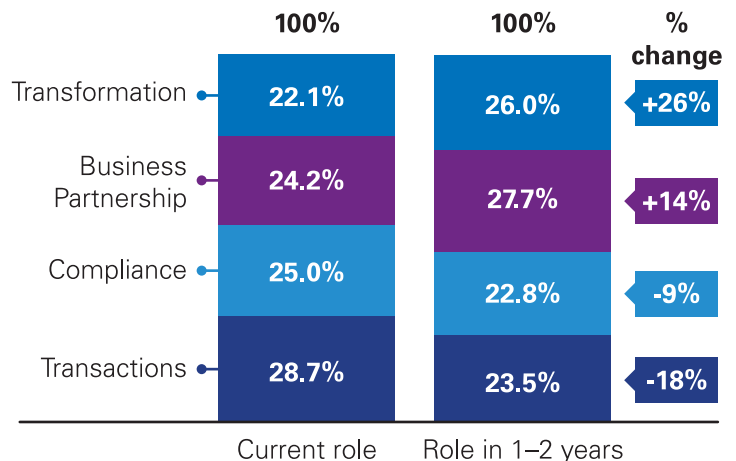 100%
100%
%
change
Transformation
22.1%
26.0%
+26%
Business
Partnership
24.2%
27.7%
+14%
Compliance
25.0%
22.8%
-9%
Transactions
28.7%
23.5%
-18%
Current role
Role in 1–2 years